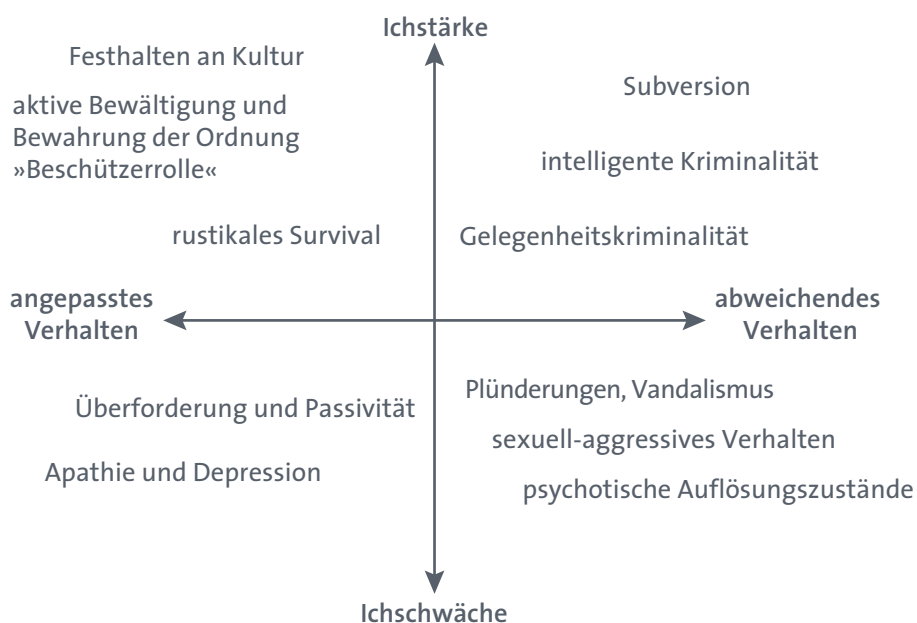 Ichstärke
Festhalten an Kultur
Subversion
aktive Bewältigung und
Bewahrung der Ordnung
»Beschützerrolle«
intelligente Kriminalität
rustikales Survival
Gelegenheitskriminalität
angepasstes
Verhalten
abweichendes
Verhalten
Plünderungen, Vandalismus
Überforderung und Passivität
sexuell-aggressives Verhalten
Apathie und Depression
psychotische Auflösungszustände
Ichschwäche